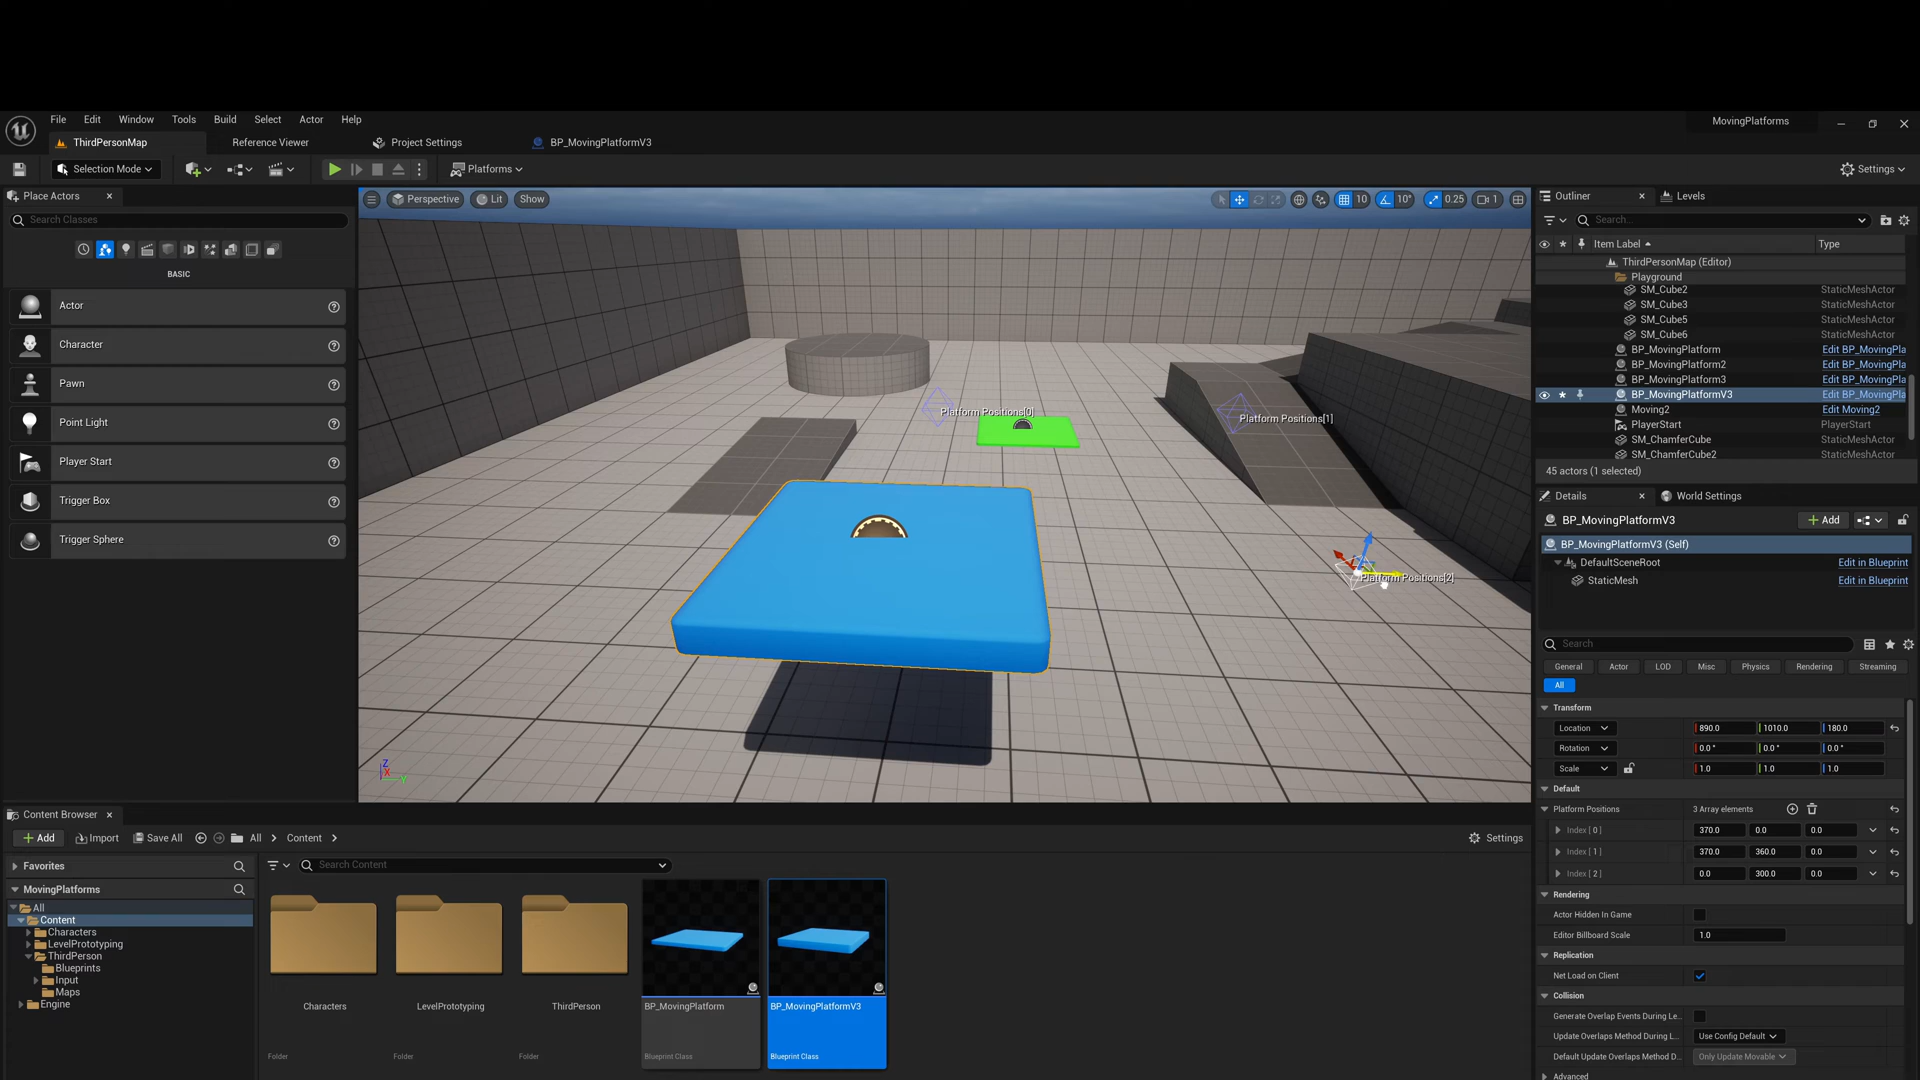 File Edit Window Tools Build Select Actor Help
MovingPlatforms
ThirdPersonMap Reference Viewer Project Settings BP_MovingPlatformV3
Selection Mode Platforms Settings
Place Actors
Search Classes
BASIC
Actor
Character
Pawn
Point Light
Player Start
Trigger Box
Trigger Sphere
Perspective Lit Show 10 10° 0.25 1
Platform Positions[0]
Platform Positions[1]
Platform Positions[2]
Z
X
Y
Outliner Levels
Search...
Item Label Type
ThirdPersonMap (Editor)
Playground
SM_Cube2 StaticMeshActor
SM_Cube3 StaticMeshActor
SM_Cube5 StaticMeshActor
SM_Cube6 StaticMeshActor
BP_MovingPlatform Edit BP_MovingPla
BP_MovingPlatform2 Edit BP_MovingPla
BP_MovingPlatform3 Edit BP_MovingPla
BP_MovingPlatformV3 Edit BP_MovingPla
Moving2 Edit Moving2
PlayerStart PlayerStart
SM_ChamferCube StaticMeshActor
SM_ChamferCube2 StaticMeshActor
45 actors (1 selected)
Details World Settings
BP_MovingPlatformV3 Add
BP_MovingPlatformV3 (Self)
DefaultSceneRoot Edit in Blueprint
StaticMesh Edit in Blueprint
Search
General Actor LOD Misc Physics Rendering Streaming
All
Transform
Location 890.0 1010.0 180.0
Rotation 0.0 ° 0.0 ° 0.0 °
Scale 1.0 1.0 1.0
Default
Platform Positions 3 Array elements
Index [ 0 ] 370.0 0.0 0.0
Index [ 1 ] 370.0 360.0 0.0
Index [ 2 ] 0.0 300.0 0.0
Rendering
Actor Hidden In Game
Editor Billboard Scale 1.0
Replication
Net Load on Client
Collision
Generate Overlap Events During Le...
Update Overlaps Method During L... Use Config Default
Default Update Overlaps Method D... Only Update Movable
Advanced
Content Browser
Add Import Save All All Content Settings
Favorites
Search Content
MovingPlatforms
All
Content
Characters
LevelPrototyping
ThirdPerson
Blueprints
Input
Maps
Engine
Characters
Folder
LevelPrototyping
Folder
ThirdPerson
Folder
BP_MovingPlatform
Blueprint Class
BP_MovingPlatformV3
Blueprint Class